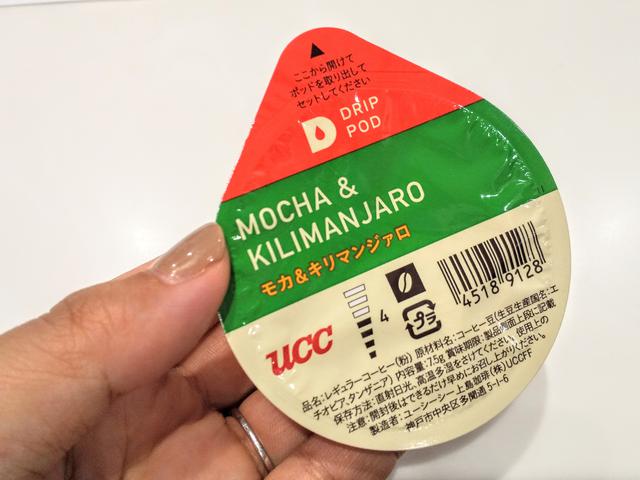 ▲
ここから開けて
ポッドを取り出して
セットしてください
DRIP
POD
MOCHA &
KILIMANJARO
モカ&キリマンジァロ
4
プラ
4518 9128
UCC
品名:レギュラーコーヒー(粉) 原材料名:コーヒー豆(生豆生産国名:エ
チオピア,タンザニア) 内容量:7.5g 賞味期限:製品側面上段に記載
保存方法:直射日光、高温多湿をさけてください。使用上の
注意:開封後はできるだけ早めにお召し上がりください。
製造者:ユーシーシー上島珈琲(株)UCCFF
神戸市中央区多聞通5-1-6